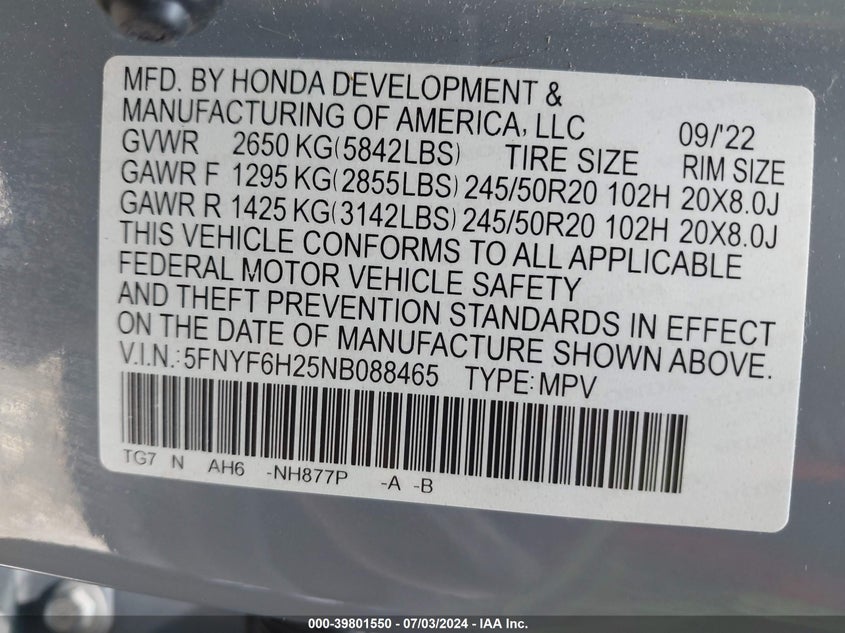 MFD. BY HONDA DEVELOPMENT &
MANUFACTURING OF AMERICA, LLC 09/'22
GVWR 2650 KG(5842LBS) TIRE SIZE RIM SIZE
GAWR F 1295 KG(2855LBS) 245/50R20 102H 20X8.0J
GAWR R 1425 KG(3142LBS) 245/50R20 102H 20X8.0J
THIS VEHICLE CONFORMS TO ALL APPLICABLE
FEDERAL MOTOR VEHICLE SAFETY
AND THEFT PREVENTION STANDARDS IN EFFECT
ON THE DATE OF MANUFACTURE SHOWN ABOVE.
V.I.N.: 5FNYF6H25NB088465 TYPE: MPV
TG7 N AH6 -NH877P -A -B
000-39801550 - 07/03/2024 - IAA Inc.